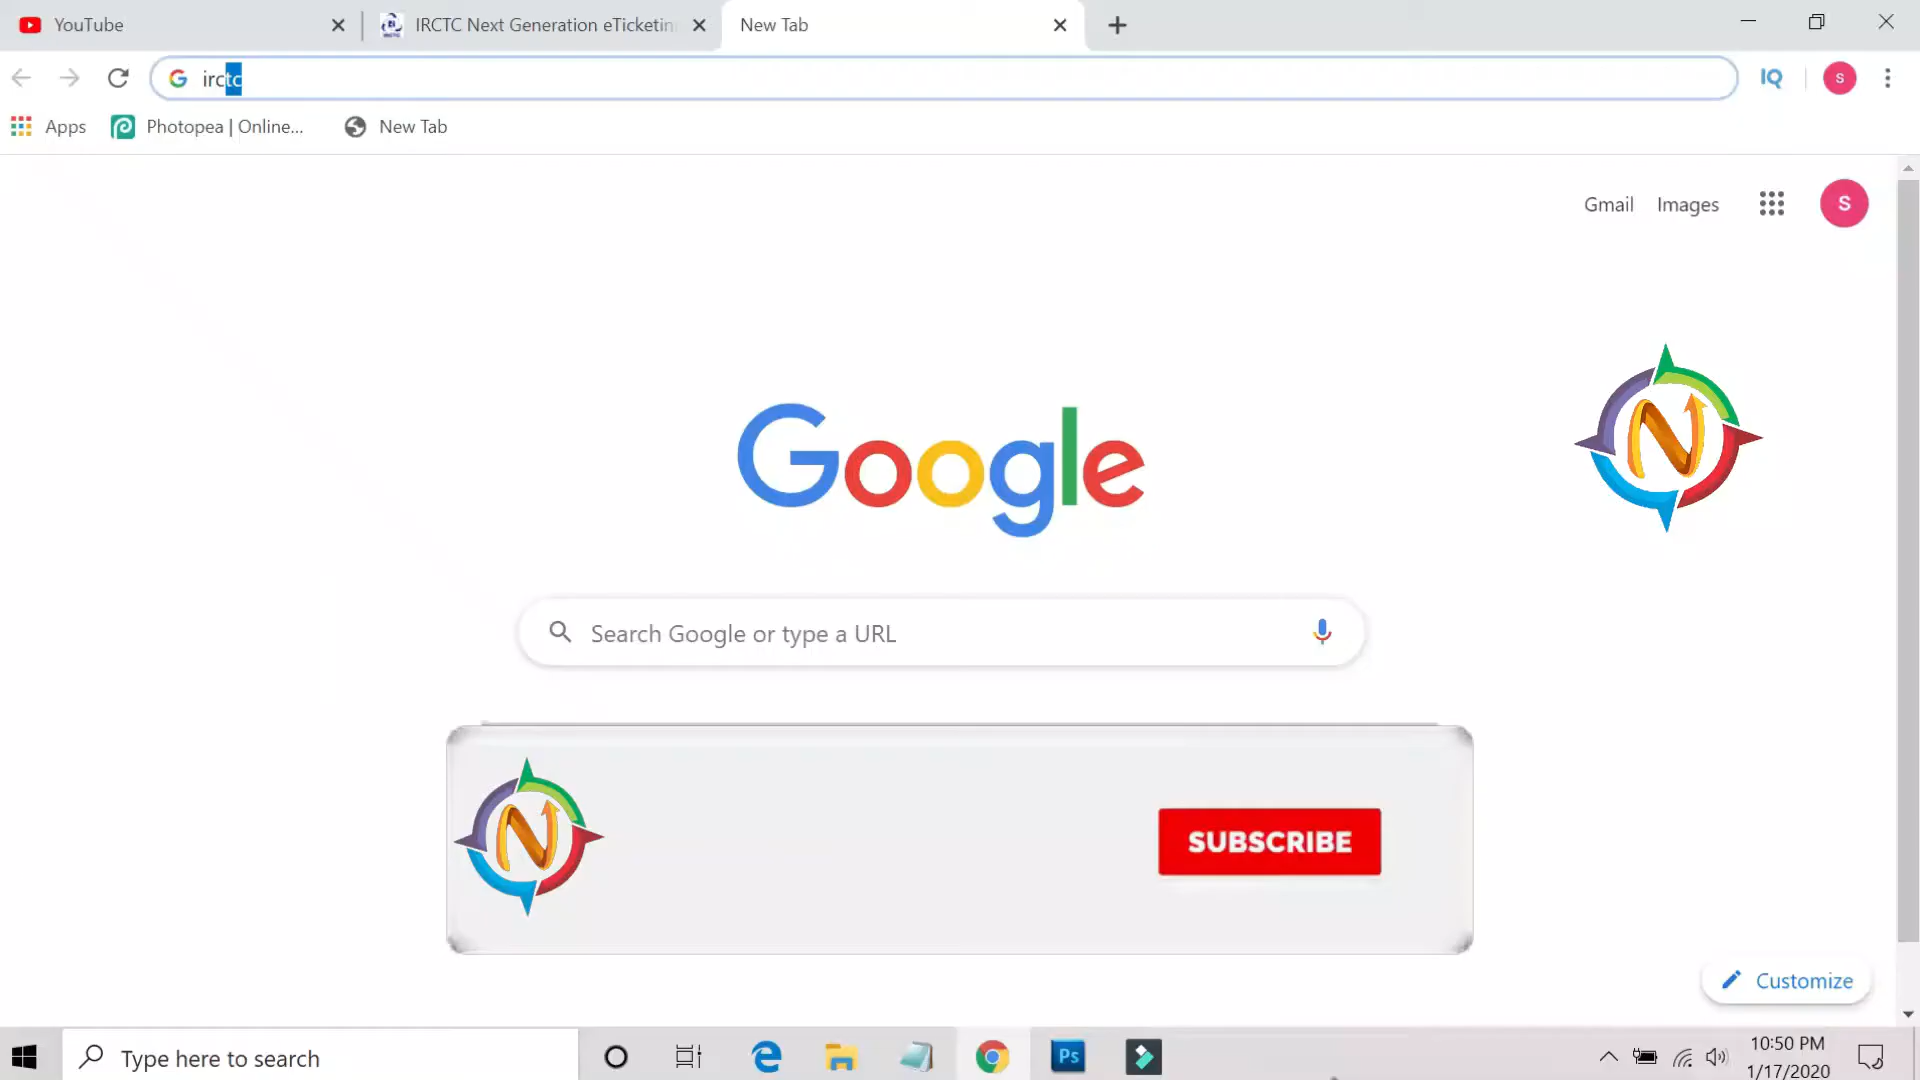 YouTube
IRCTC Next Generation eTicketin
New Tab
irctc
IQ
S
Apps
Photopea | Online...
New Tab
Gmail
Images
S
Google
N
Search Google or type a URL
N
SUBSCRIBE
Customize
Type here to search
Ps
10:50 PM
1/17/2020